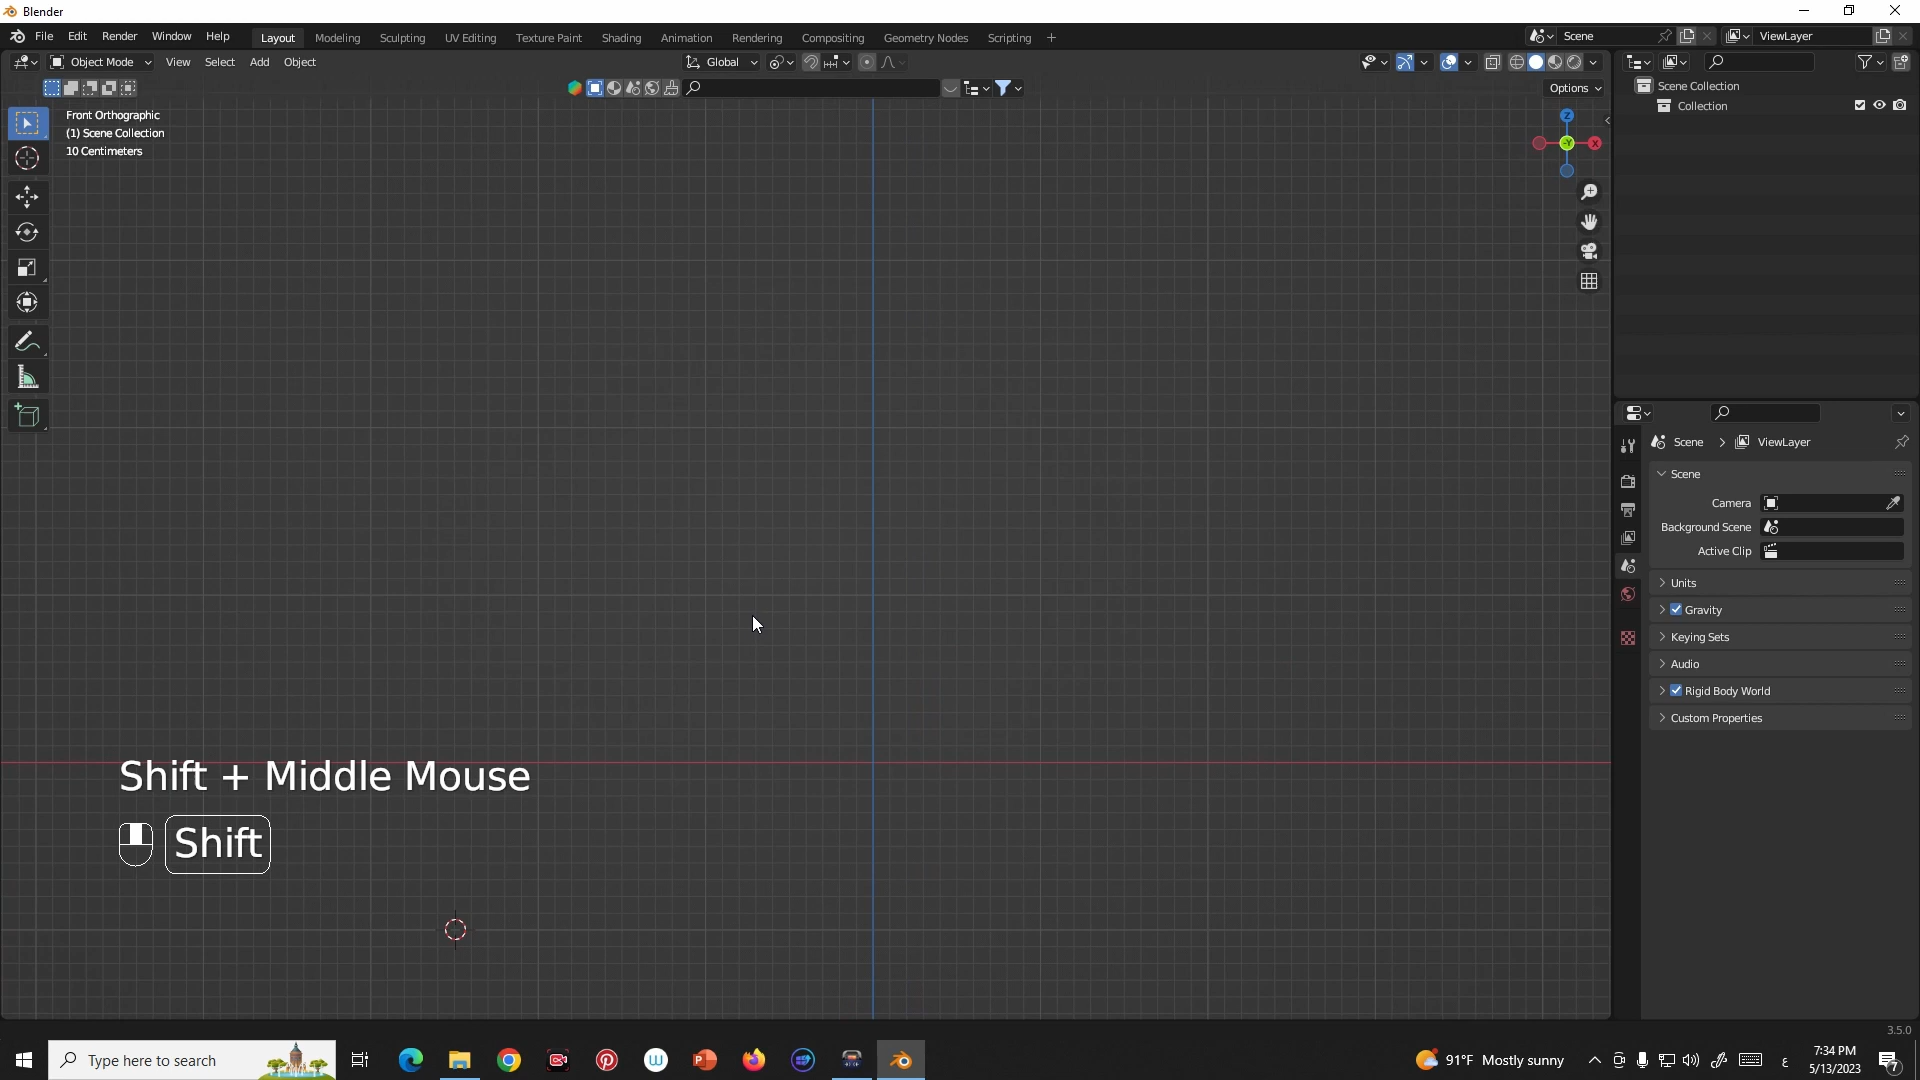 Blender
File Edit Render Window Help Layout Modeling Sculpting UV Editing Texture Paint Shading Animation Rendering Compositing Geometry Nodes Scripting + Scene ViewLayer
Object Mode View Select Add Object Global
Options
Scene Collection
Collection
Front Orthographic
(1) Scene Collection
10 Centimeters
Z
-Y
X
Scene > ViewLayer
Scene
Camera
Background Scene
Active Clip
Units
Gravity
Keying Sets
Audio
Rigid Body World
Custom Properties
Shift + Middle Mouse
Shift
3.5.0
Type here to search
91°F Mostly sunny
ع
7:34 PM
5/13/2023
7